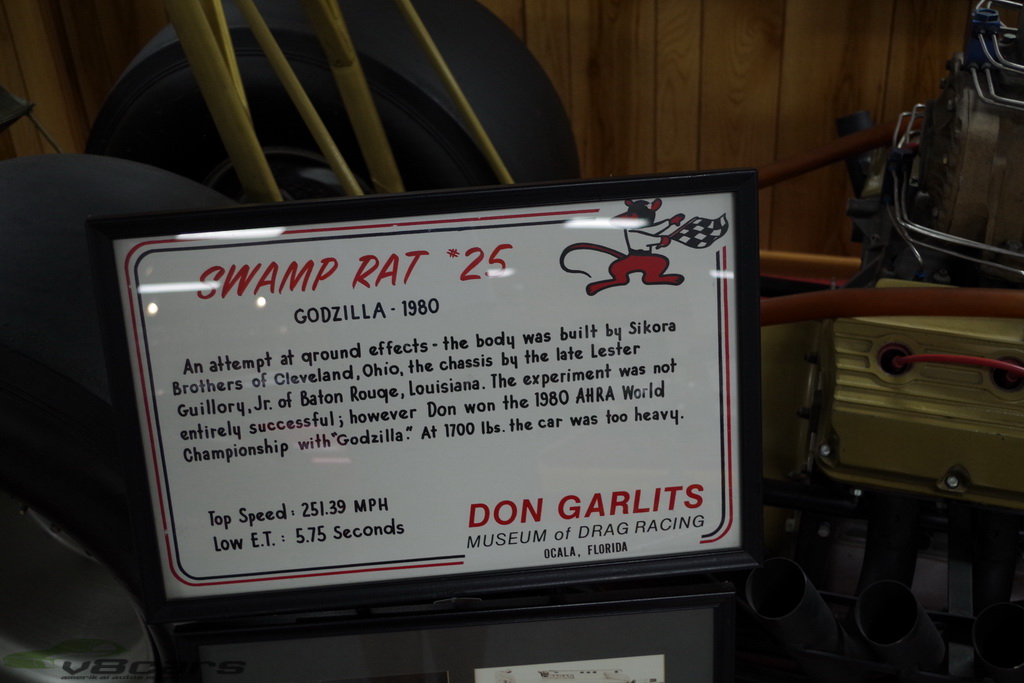 SWAMP RAT #25
GODZILLA - 1980
An attempt at ground effects - the body was built by Sikora
Brothers of Cleveland, Ohio, the chassis by the late Lester
Guillory, Jr. of Baton Rouge, Louisiana. The experiment was not
entirely successful; however Don won the 1980 AHRA World
Championship with "Godzilla." At 1700 lbs. the car was too heavy.
Top Speed: 251.39 MPH
Low E.T.: 5.75 Seconds
DON GARLITS
MUSEUM of DRAG RACING
OCALA, FLORIDA
v8cars